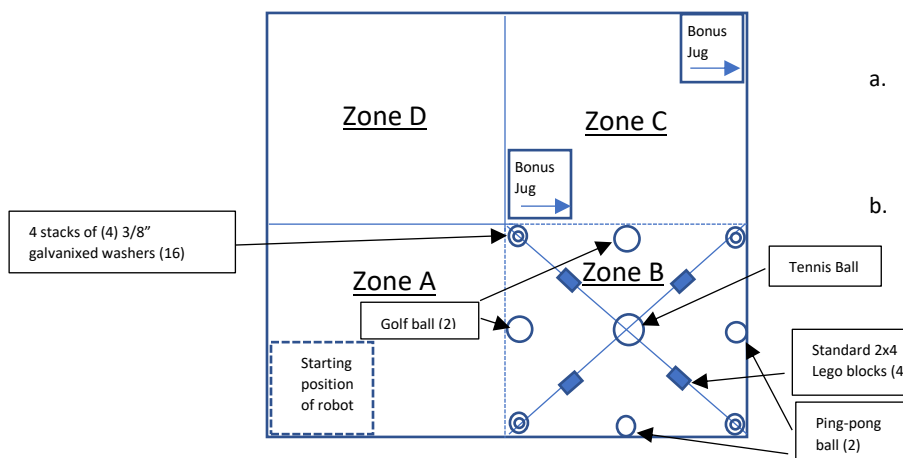 Bonus
Jug
a.
Zone D
Zone C
Bonus
Jug
b.
4 stacks of (4) 3/8”
galvanixed washers (16)
Zone B
Tennis Ball
Zone A
Golf ball (2)
Starting
position
of robot
Standard 2x4
Lego blocks (4
Ping-pong
ball (2)